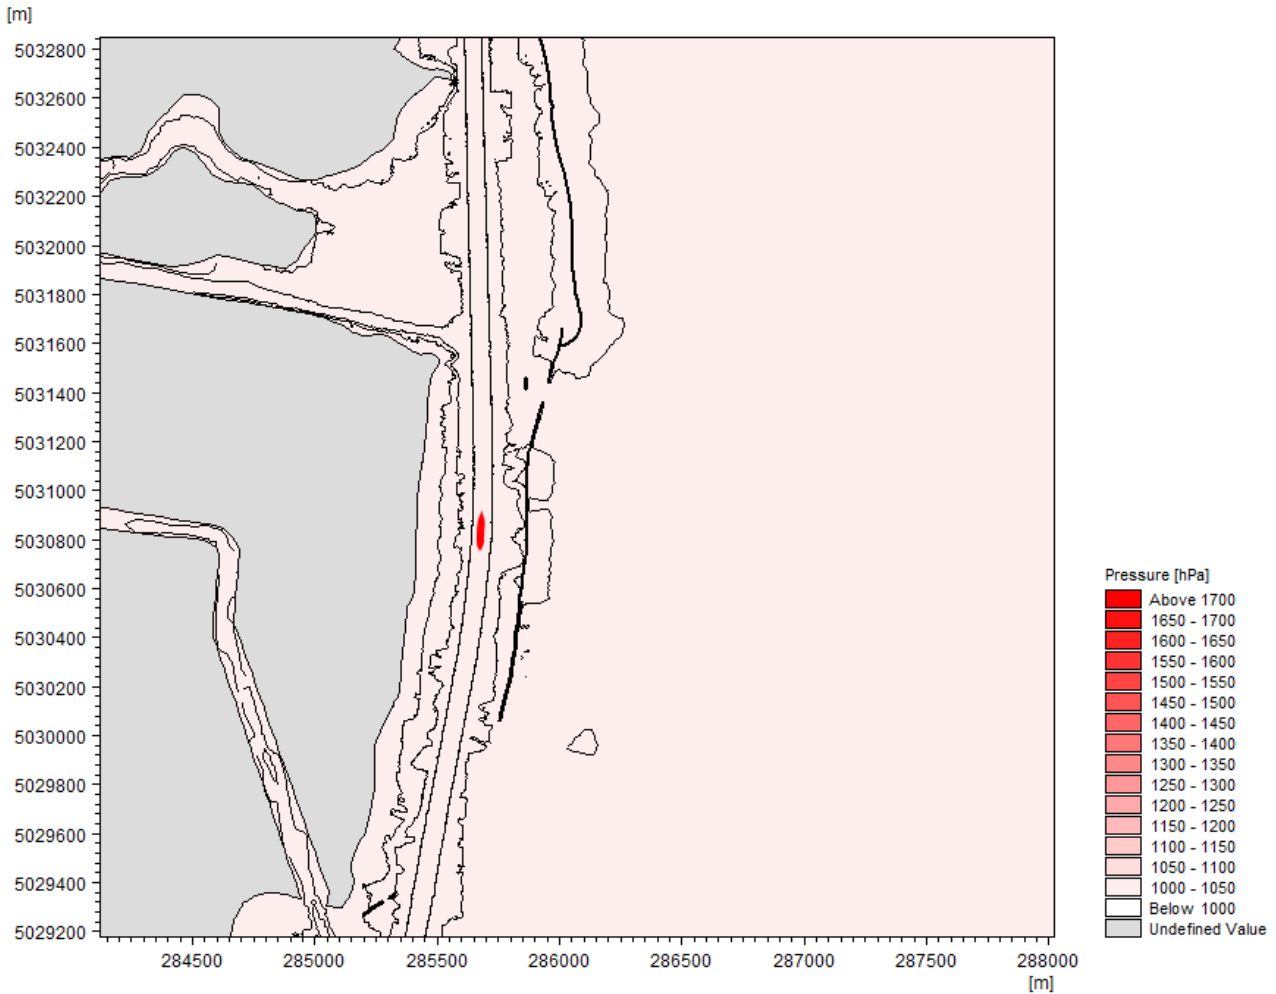 [m]
5032800
5032600
5032400
5032200
5032000
5031800
5031600
5031400
5031200
5031000
5030800
5030600
5030400
5030200
5030000
5029800
5029600
5029400
5029200
284500 285000 285500 286000 286500 287000 287500 288000
[m]
Pressure [hPa]
Above 1700
1650 - 1700
1600 - 1650
1550 - 1600
1500 - 1550
1450 - 1500
1400 - 1450
1350 - 1400
1300 - 1350
1250 - 1300
1200 - 1250
1150 - 1200
1100 - 1150
1050 - 1100
1000 - 1050
Below 1000
Undefined Value